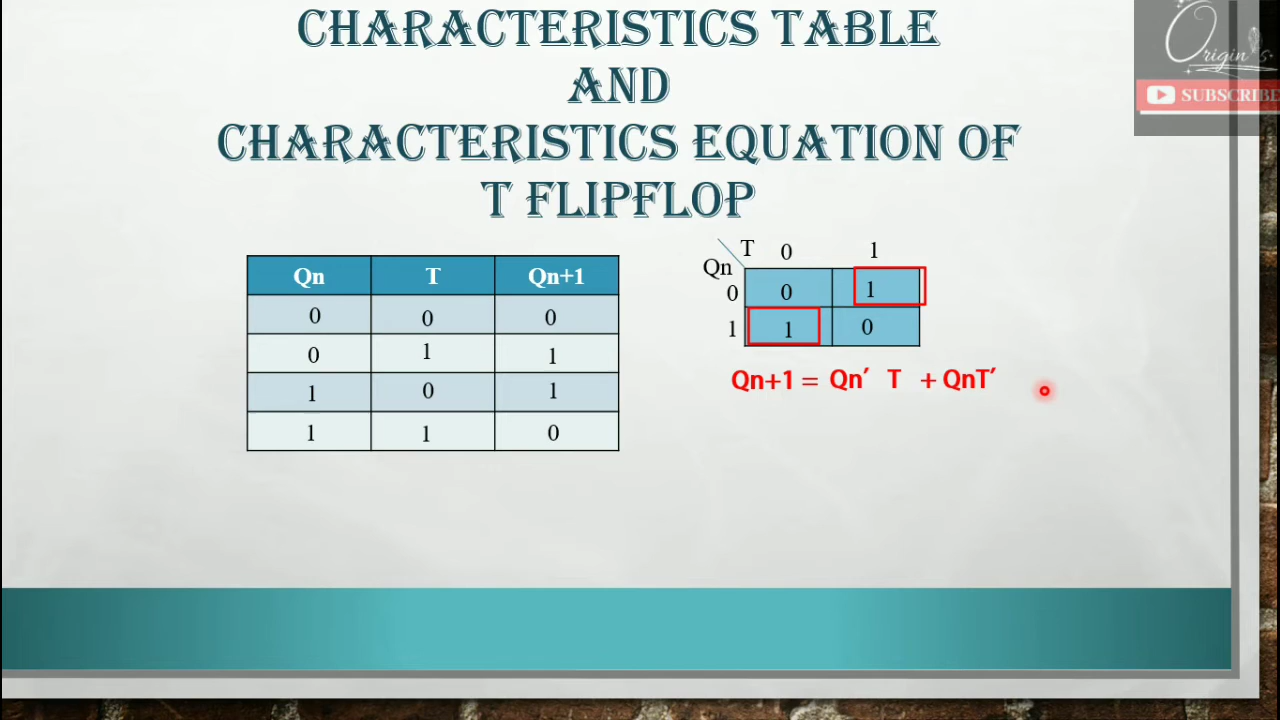 CHARACTERISTICS TABLE
AND
CHARACTERISTICS EQUATION OF
T FLIPFLOP
Origin's
SUBSCRIBE
Qn T Qn+1
0 0 0
0 1 1
1 0 1
1 1 0
T 0 1
Qn
0 0 1
1 1 0
Qn+1 = Qn′ T + QnT′